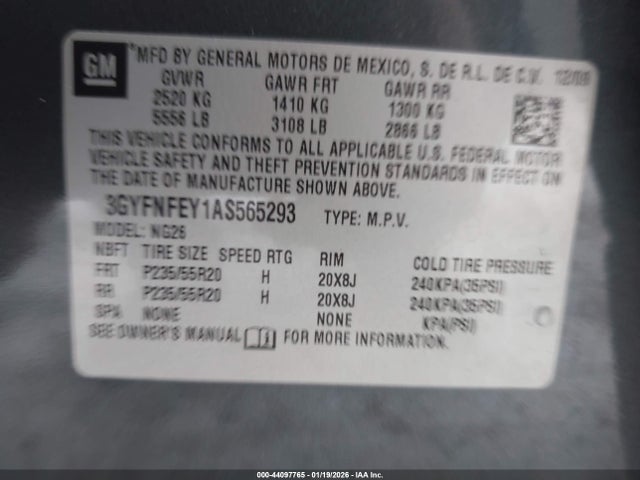 GM
*MFD BY GENERAL MOTORS DE MEXICO, S. DE R.L. DE C.V. 12/09
GVWR GAWR FRT GAWR RR
2520 KG 1410 KG 1300 KG
5556 LB 3108 LB 2866 LB
THIS VEHICLE CONFORMS TO ALL APPLICABLE U.S. FEDERAL MOTOR
VEHICLE SAFETY AND THEFT PREVENTION STANDARDS IN EFFECT ON
THE DATE OF MANUFACTURE SHOWN ABOVE.
3GYFNFEY1AS565293 TYPE: M.P.V.
MODEL: NG26
NBFT TIRE SIZE SPEED RTG RIM COLD TIRE PRESSURE
FRT P235/55R20 H 20X8J 240KPA(35PSI)
RR P235/55R20 H 20X8J 240KPA(35PSI)
SPA NONE NONE KPA(PSI)
SEE OWNER'S MANUAL FOR MORE INFORMATION.
000-44097765 - 01/19/2026 - IAA Inc.